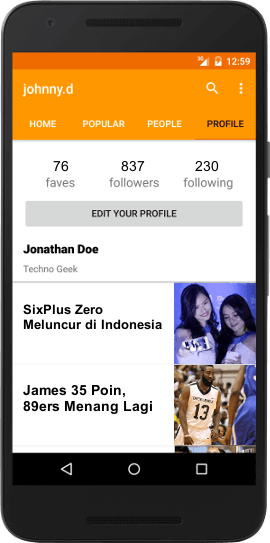 3G 12:59
johnny.d
HOME POPULAR PEOPLE PROFILE
76 837 230
faves followers following
EDIT YOUR PROFILE
Jonathan Doe
Techno Geek
SixPlus Zero
Meluncur di Indonesia
James 35 Poin,
89ers Menang Lagi
13